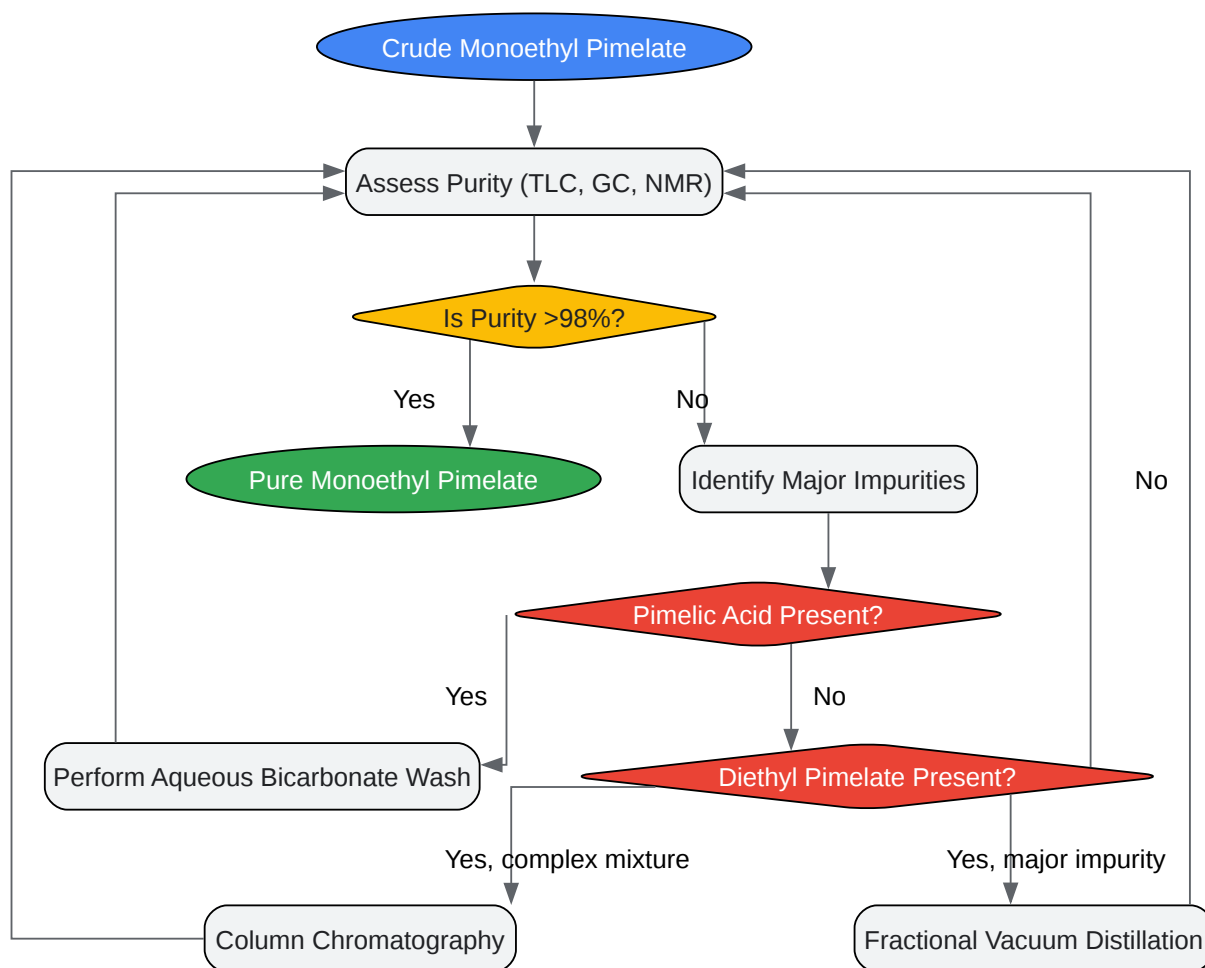 Crude Monoethyl Pimelate
Assess Purity (TLC, GC, NMR)
Is Purity >98%?
Yes
No
Pure Monoethyl Pimelate
Identify Major Impurities
No
Pimelic Acid Present?
Yes
No
Perform Aqueous Bicarbonate Wash
Diethyl Pimelate Present?
Yes, complex mixture
Yes, major impurity
Column Chromatography
Fractional Vacuum Distillation